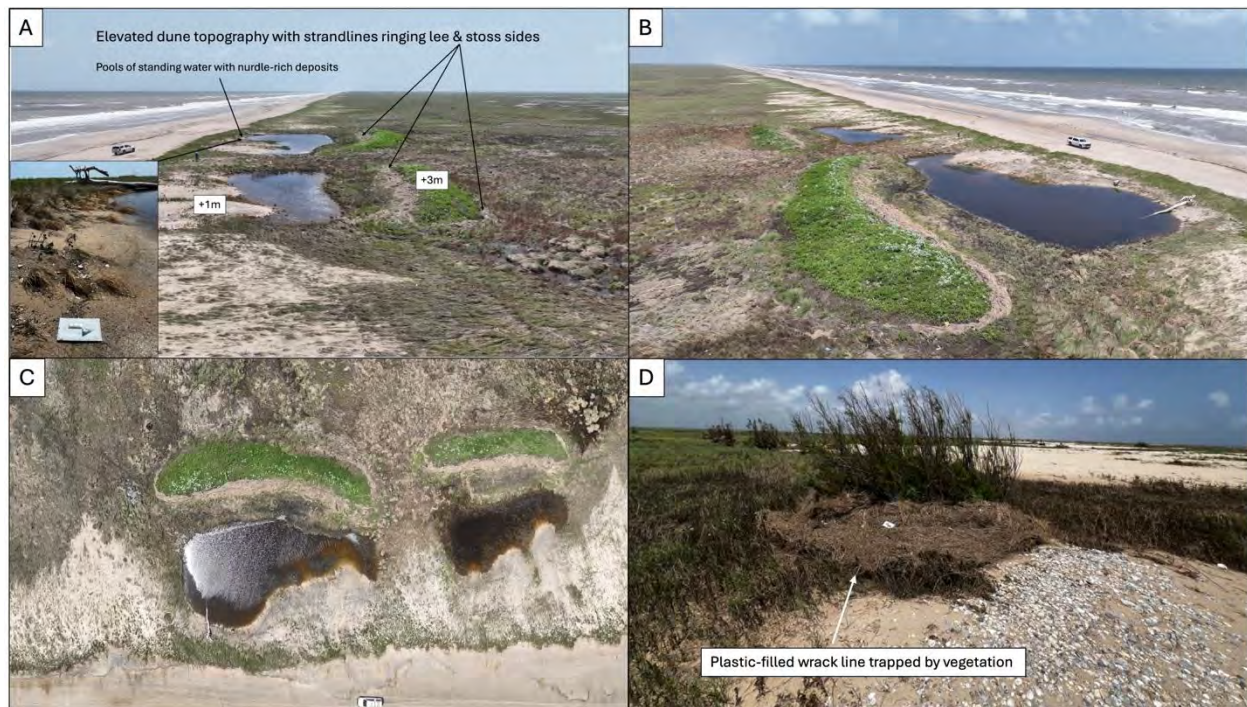 A
Elevated dune topography with strandlines ringing lee & stoss sides
Pools of standing water with nurdle-rich deposits
+3m
+1m
B
C
D
Plastic-filled wrack line trapped by vegetation